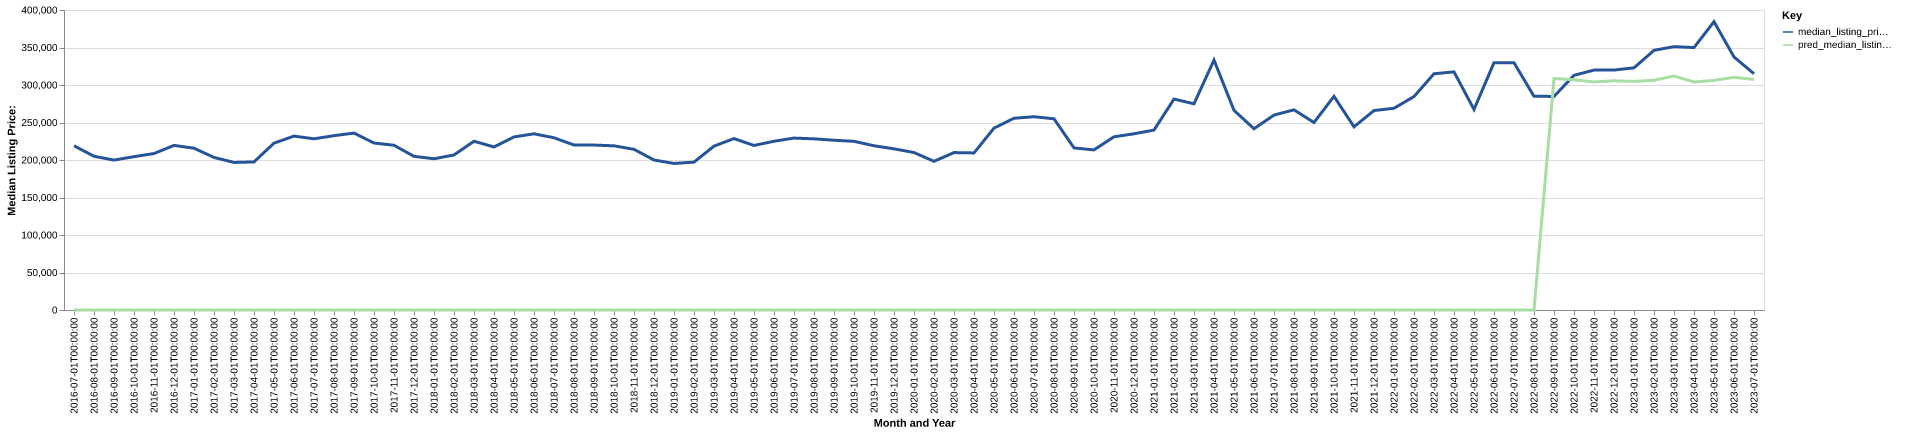 400,000
350,000
300,000
250,000
200,000
150,000
100,000
50,000
0
Median Listing Price:
2016-07-01T00:00:00
2016-08-01T00:00:00
2016-09-01T00:00:00
2016-10-01T00:00:00
2016-11-01T00:00:00
2016-12-01T00:00:00
2017-01-01T00:00:00
2017-02-01T00:00:00
2017-03-01T00:00:00
2017-04-01T00:00:00
2017-05-01T00:00:00
2017-06-01T00:00:00
2017-07-01T00:00:00
2017-08-01T00:00:00
2017-09-01T00:00:00
2017-10-01T00:00:00
2017-11-01T00:00:00
2017-12-01T00:00:00
2018-01-01T00:00:00
2018-02-01T00:00:00
2018-03-01T00:00:00
2018-04-01T00:00:00
2018-05-01T00:00:00
2018-06-01T00:00:00
2018-07-01T00:00:00
2018-08-01T00:00:00
2018-09-01T00:00:00
2018-10-01T00:00:00
2018-11-01T00:00:00
2018-12-01T00:00:00
2019-01-01T00:00:00
2019-02-01T00:00:00
2019-03-01T00:00:00
2019-04-01T00:00:00
2019-05-01T00:00:00
2019-06-01T00:00:00
2019-07-01T00:00:00
2019-08-01T00:00:00
2019-09-01T00:00:00
2019-10-01T00:00:00
2019-11-01T00:00:00
2019-12-01T00:00:00
2020-01-01T00:00:00
2020-02-01T00:00:00
2020-03-01T00:00:00
2020-04-01T00:00:00
2020-05-01T00:00:00
2020-06-01T00:00:00
2020-07-01T00:00:00
2020-08-01T00:00:00
2020-09-01T00:00:00
2020-10-01T00:00:00
2020-11-01T00:00:00
2020-12-01T00:00:00
2021-01-01T00:00:00
2021-02-01T00:00:00
2021-03-01T00:00:00
2021-04-01T00:00:00
2021-05-01T00:00:00
2021-06-01T00:00:00
2021-07-01T00:00:00
2021-08-01T00:00:00
2021-09-01T00:00:00
2021-10-01T00:00:00
2021-11-01T00:00:00
2021-12-01T00:00:00
2022-01-01T00:00:00
2022-02-01T00:00:00
2022-03-01T00:00:00
2022-04-01T00:00:00
2022-05-01T00:00:00
2022-06-01T00:00:00
2022-07-01T00:00:00
2022-08-01T00:00:00
2022-09-01T00:00:00
2022-10-01T00:00:00
2022-11-01T00:00:00
2022-12-01T00:00:00
2023-01-01T00:00:00
2023-02-01T00:00:00
2023-03-01T00:00:00
2023-04-01T00:00:00
2023-05-01T00:00:00
2023-06-01T00:00:00
2023-07-01T00:00:00
Month and Year
Key
median_listing_pri…
pred_median_listin…